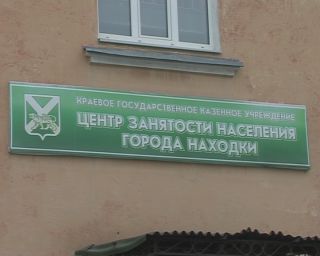 КРАЕВОЕ ГОСУДАРСТВЕННОЕ КАЗЕННОЕ УЧРЕЖДЕНИЕ
ЦЕНТР ЗАНЯТОСТИ НАСЕЛЕНИЯ
ГОРОДА НАХОДКИ